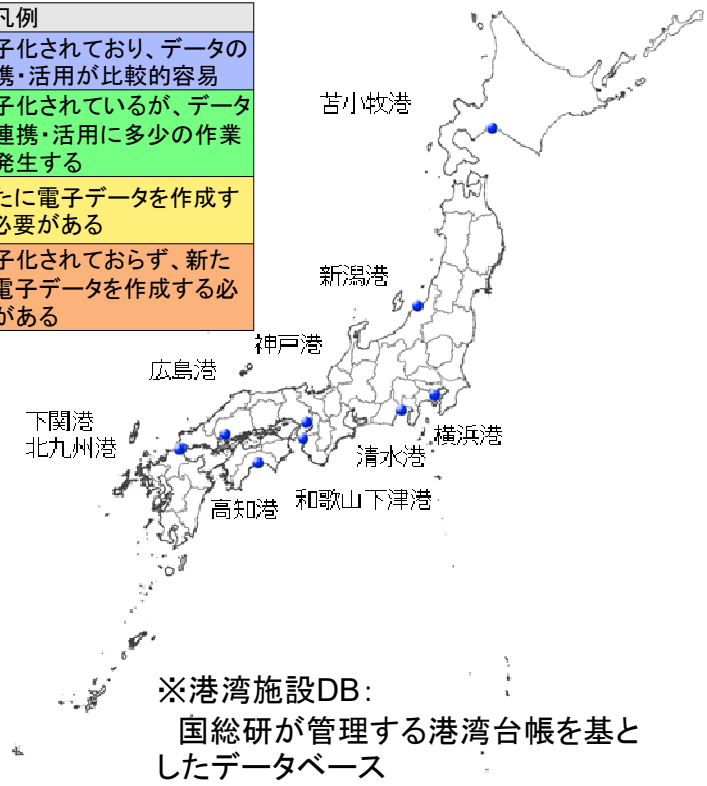 凡例
子化されており、データの
携・活用が比較的容易
子化されているが、データ
連携・活用に多少の作業
発生する
たに電子データを作成す
必要がある
子化されておらず、新た
電子データを作成する必
がある
苫小牧港
新潟港
神戸港
広島港
下関港
北九州港
横浜港
清水港
和歌山下津港
高知港
※港湾施設DB：
国総研が管理する港湾台帳を基と
したデータベース